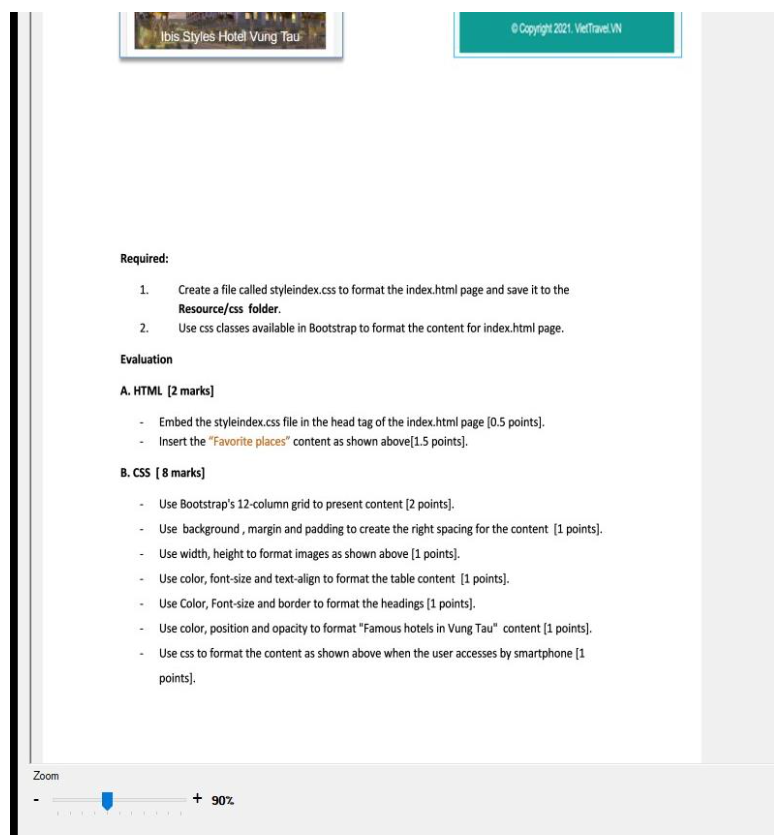 Ibis Styles Hotel Vung Tau
© Copyright 2021. VietTravel.VN
Required:
1. Create a file called styleindex.css to format the index.html page and save it to the
Resource/css folder.
2. Use css classes available in Bootstrap to format the content for index.html page.
Evaluation
A. HTML [2 marks]
- Embed the styleindex.css file in the head tag of the index.html page [0.5 points].
- Insert the “Favorite places” content as shown above[1.5 points].
B. CSS [ 8 marks]
- Use Bootstrap's 12-column grid to present content [2 points].
- Use background , margin and padding to create the right spacing for the content [1 points].
- Use width, height to format images as shown above [1 points].
- Use color, font-size and text-align to format the table content [1 points].
- Use Color, Font-size and border to format the headings [1 points].
- Use color, position and opacity to format "Famous hotels in Vung Tau" content [1 points].
- Use css to format the content as shown above when the user accesses by smartphone [1
points].
Zoom
- + 90%